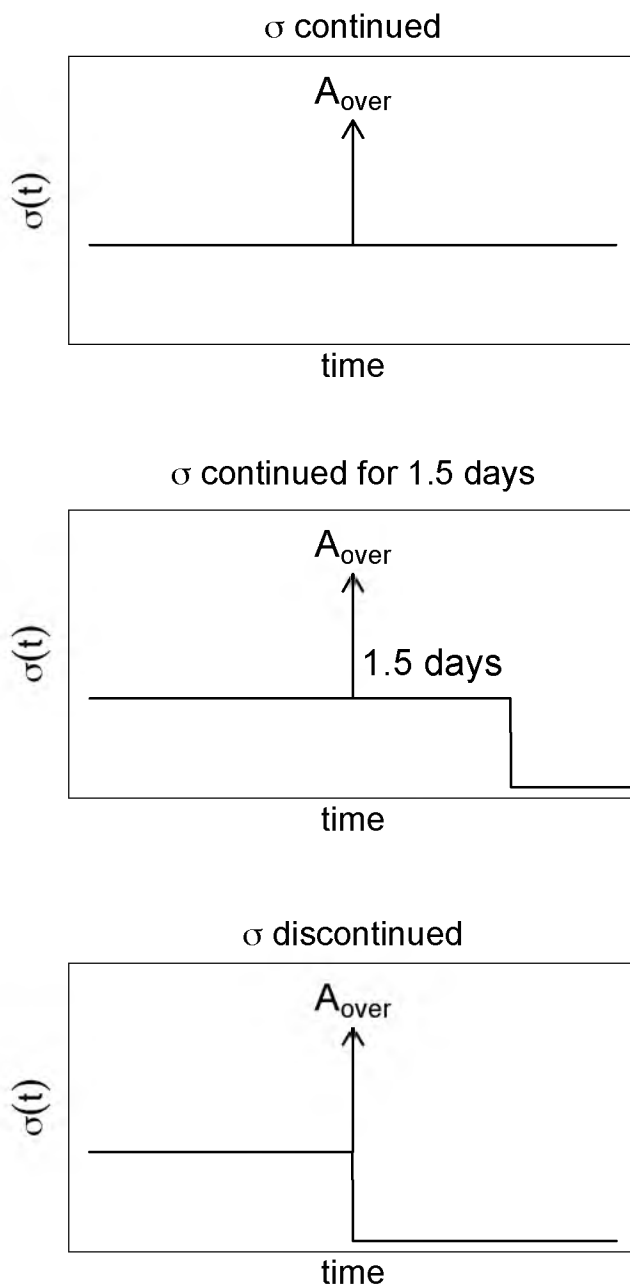 σ continued
A_over
σ(t)
time
σ continued for 1.5 days
A_over
1.5 days
σ(t)
time
σ discontinued
A_over
σ(t)
time